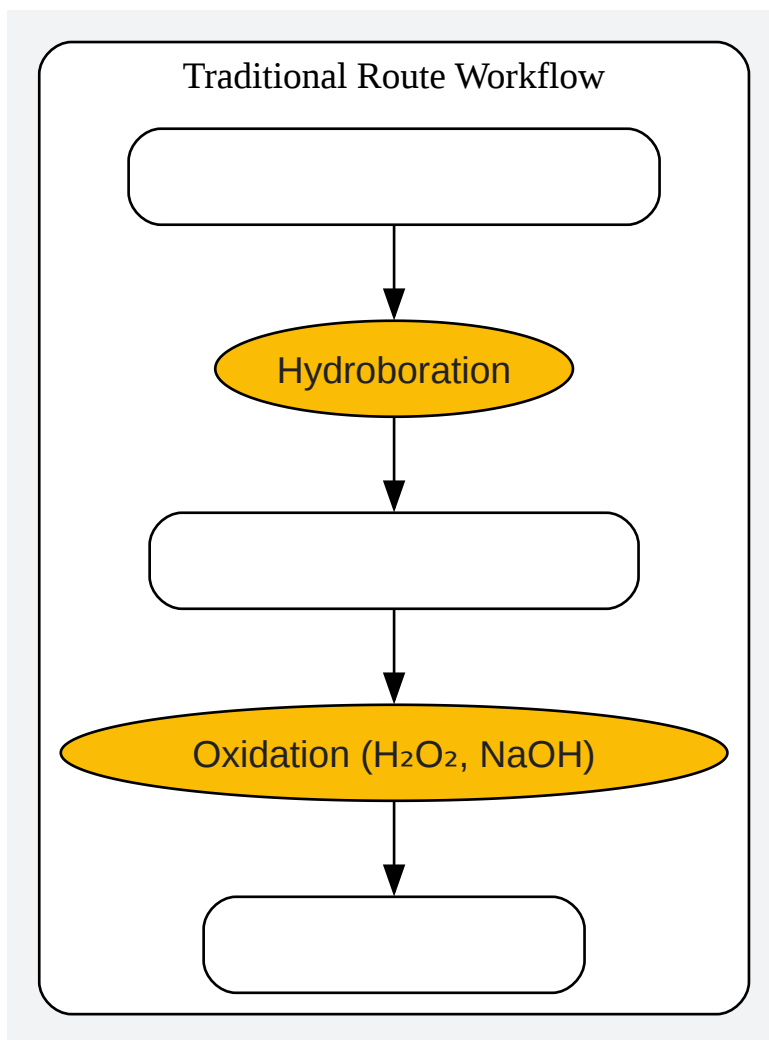 Traditional Route Workflow
Hydroboration
Oxidation (H₂O₂, NaOH)